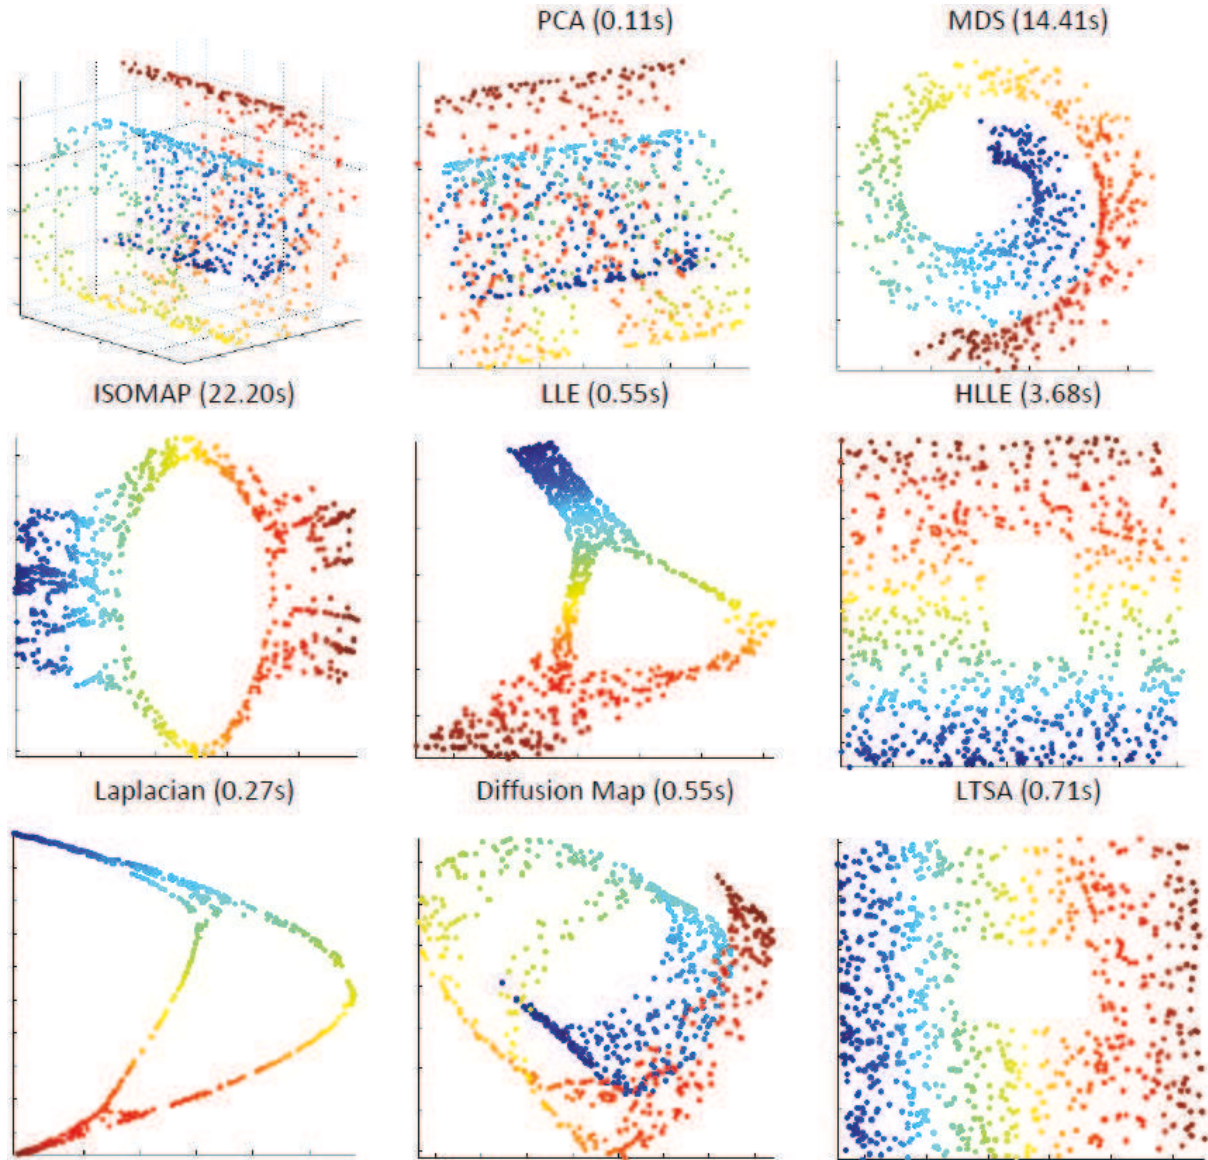 PCA (0.11s)
MDS (14.41s)
ISOMAP (22.20s)
LLE (0.55s)
HLLE (3.68s)
Laplacian (0.27s)
Diffusion Map (0.55s)
LTSA (0.71s)